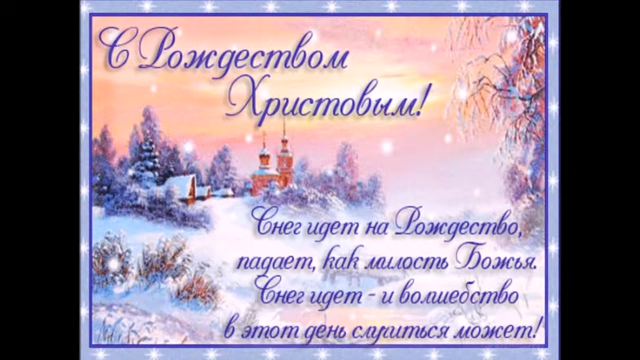 С Рождеством
Христовым!
Снег идет на Рождество,
падает, как милость Божья.
Снег идет - и волшебство
в этот день случиться может!